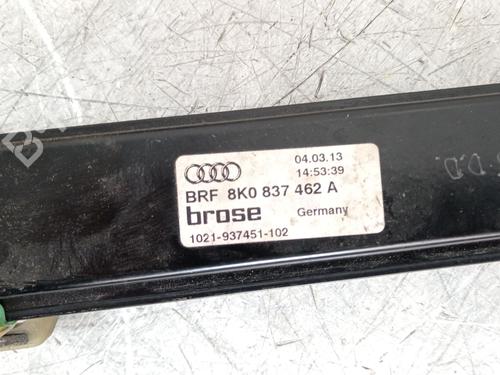 04.03.13
14:53:39
BRF 8K0 837 462 A
brose Germany
1021-937451-102